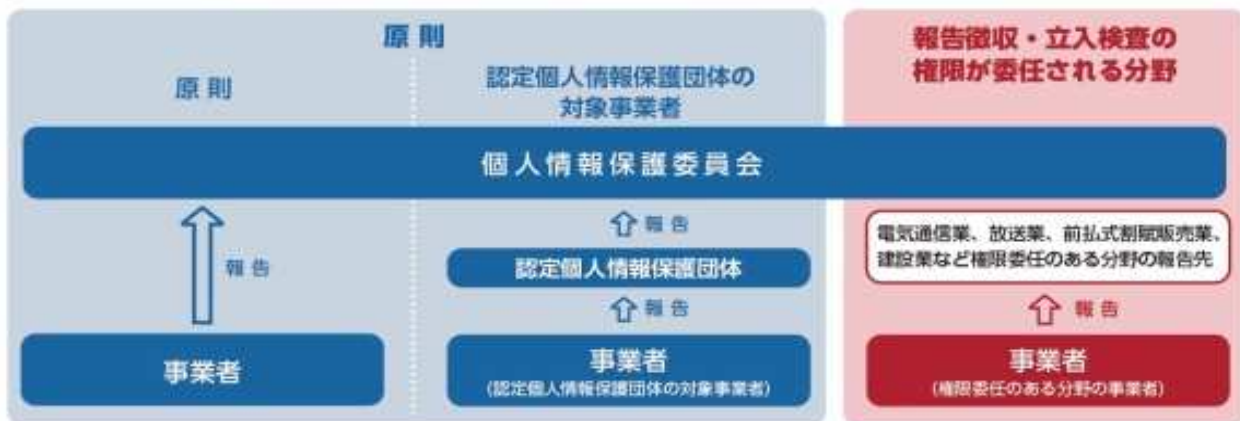 原則
原則
認定個人情報保護団体の
対象事業者
報告徴収・立入検査の
権限が委任される分野
個人情報保護委員会
報告
報告
認定個人情報保護団体
報告
電気通信業、放送業、前払式割賦販売業、
建設業など権限委任のある分野の報告先
報告
事業者
事業者
(認定個人情報保護団体の対象事業者)
事業者
(権限委任のある分野の事業者)